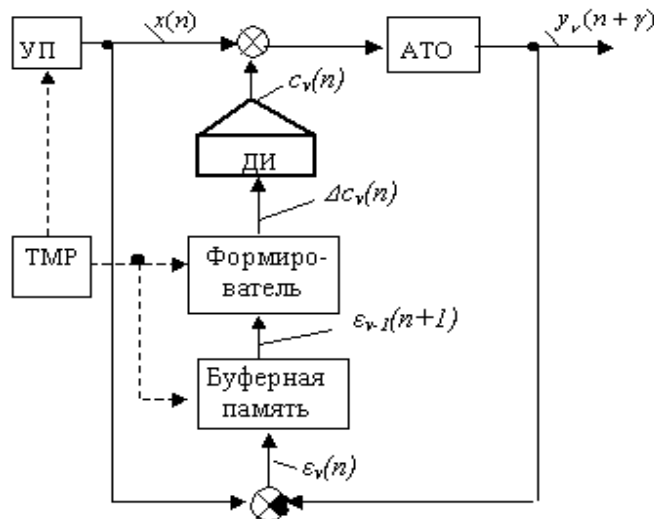 УП
x(n)
АТО
y_ν(n + γ)
c_ν(n)
ДИ
Δc_ν(n)
ТМР
Формиро-
ватель
ε_ν-1(n+1)
Буферная
память
ε_ν(n)